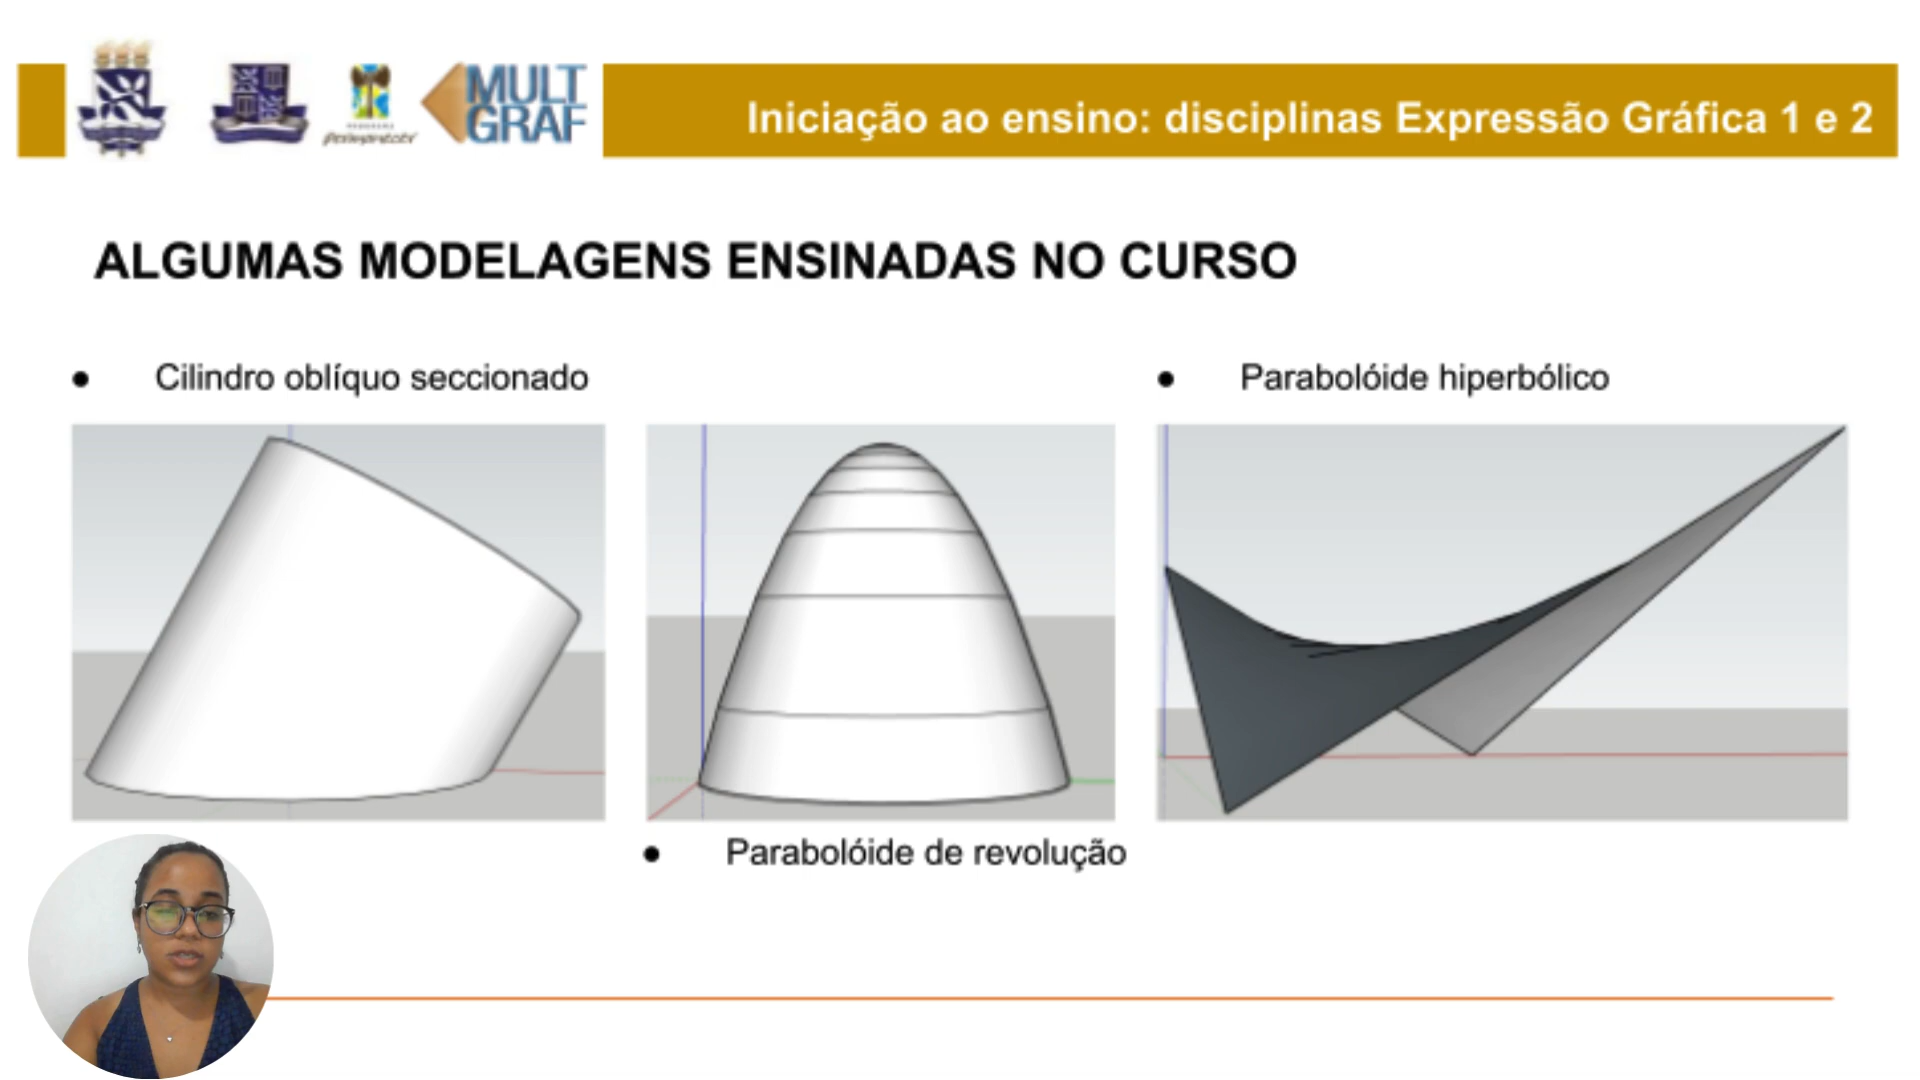 MULT
GRAF
Iniciação ao ensino: disciplinas Expressão Gráfica 1 e 2
ALGUMAS MODELAGENS ENSINADAS NO CURSO
● Cilindro oblíquo seccionado
● Parabolóide hiperbólico
● Parabolóide de revolução